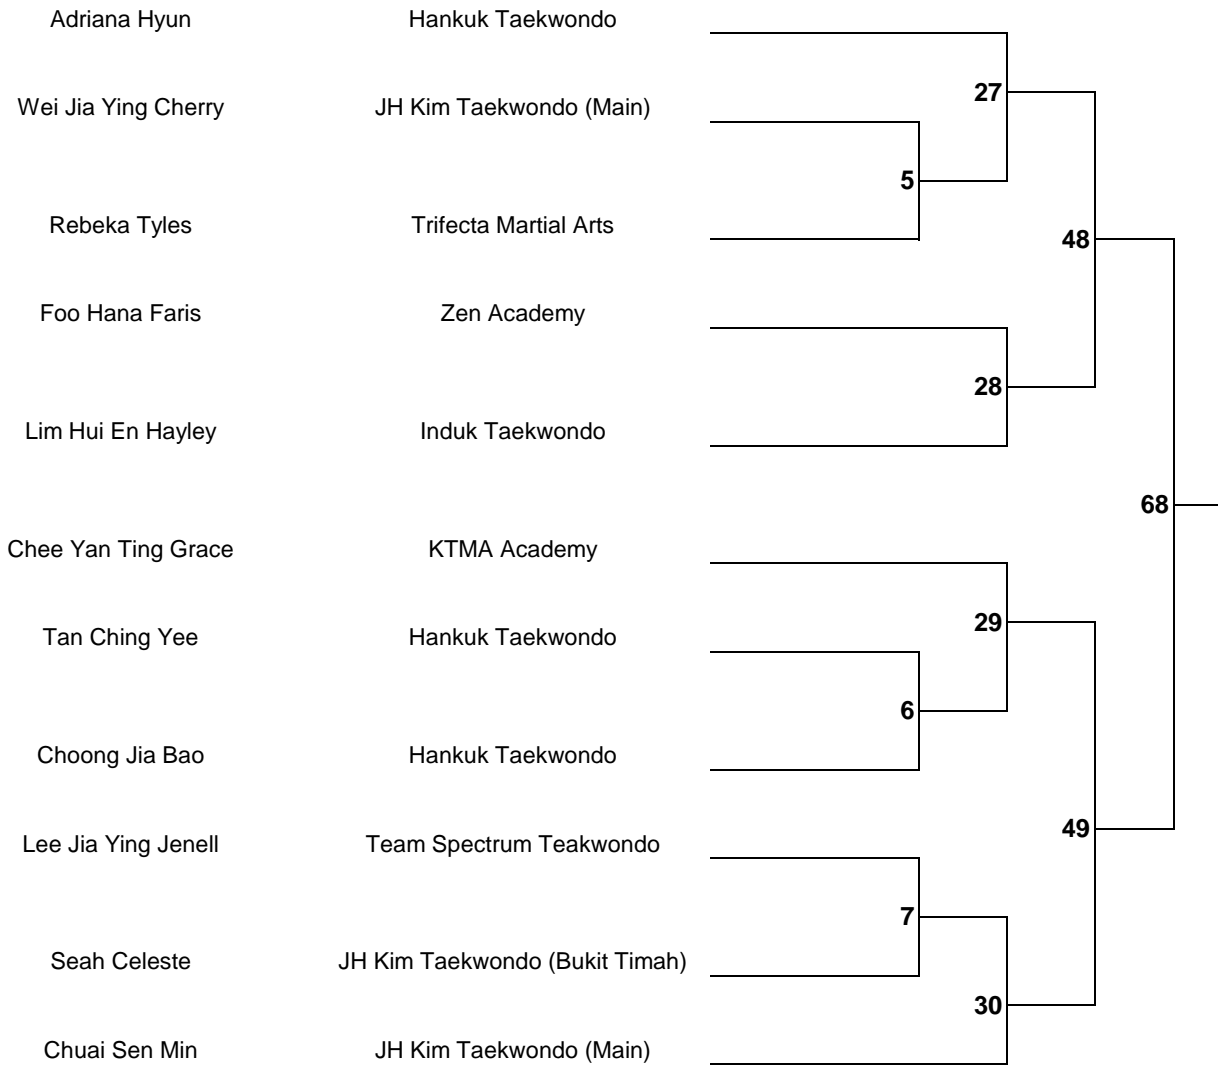 Adriana Hyun Hankuk Taekwondo
27
Wei Jia Ying Cherry JH Kim Taekwondo (Main)
5
Rebeka Tyles Trifecta Martial Arts
48
Foo Hana Faris Zen Academy
28
Lim Hui En Hayley Induk Taekwondo
68
Chee Yan Ting Grace KTMA Academy
29
Tan Ching Yee Hankuk Taekwondo
6
Choong Jia Bao Hankuk Taekwondo
49
Lee Jia Ying Jenell Team Spectrum Teakwondo
7
Seah Celeste JH Kim Taekwondo (Bukit Timah)
30
Chuai Sen Min JH Kim Taekwondo (Main)